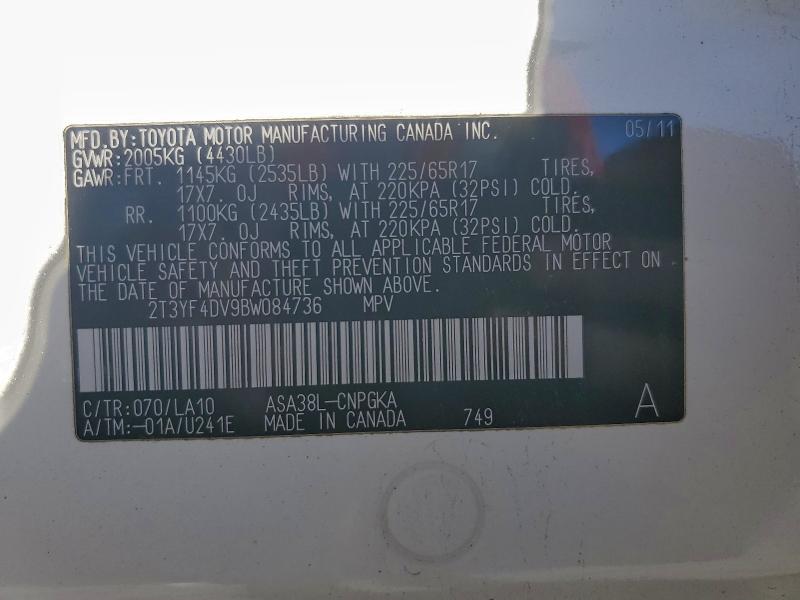 MFD.BY:TOYOTA MOTOR MANUFACTURING CANADA INC. 05/11
GVWR:2005KG (4430LB)
GAWR:FRT. 1145KG (2535LB) WITH 225/65R17 TIRES,
17X7. 0J RIMS, AT 220KPA (32PSI) COLD.
RR. 1100KG (2435LB) WITH 225/65R17 TIRES,
17X7. 0J RIMS, AT 220KPA (32PSI) COLD.
THIS VEHICLE CONFORMS TO ALL APPLICABLE FEDERAL MOTOR
VEHICLE SAFETY AND THEFT PREVENTION STANDARDS IN EFFECT ON
THE DATE OF MANUFACTURE SHOWN ABOVE.
2T3YF4DV9BW084736 MPV
C/TR:070/LA10 ASA38L-CNPGKA
A/TM:-01A/U241E MADE IN CANADA 749 A